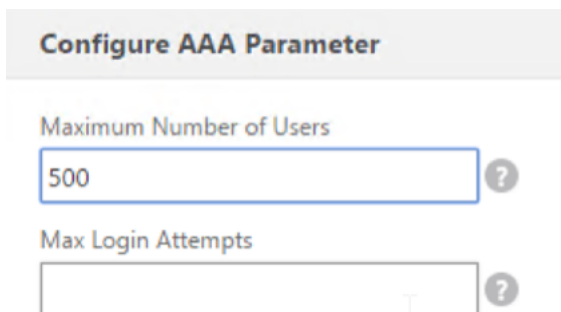 Configure AAA Parameter
Maximum Number of Users
500
?
Max Login Attempts
?